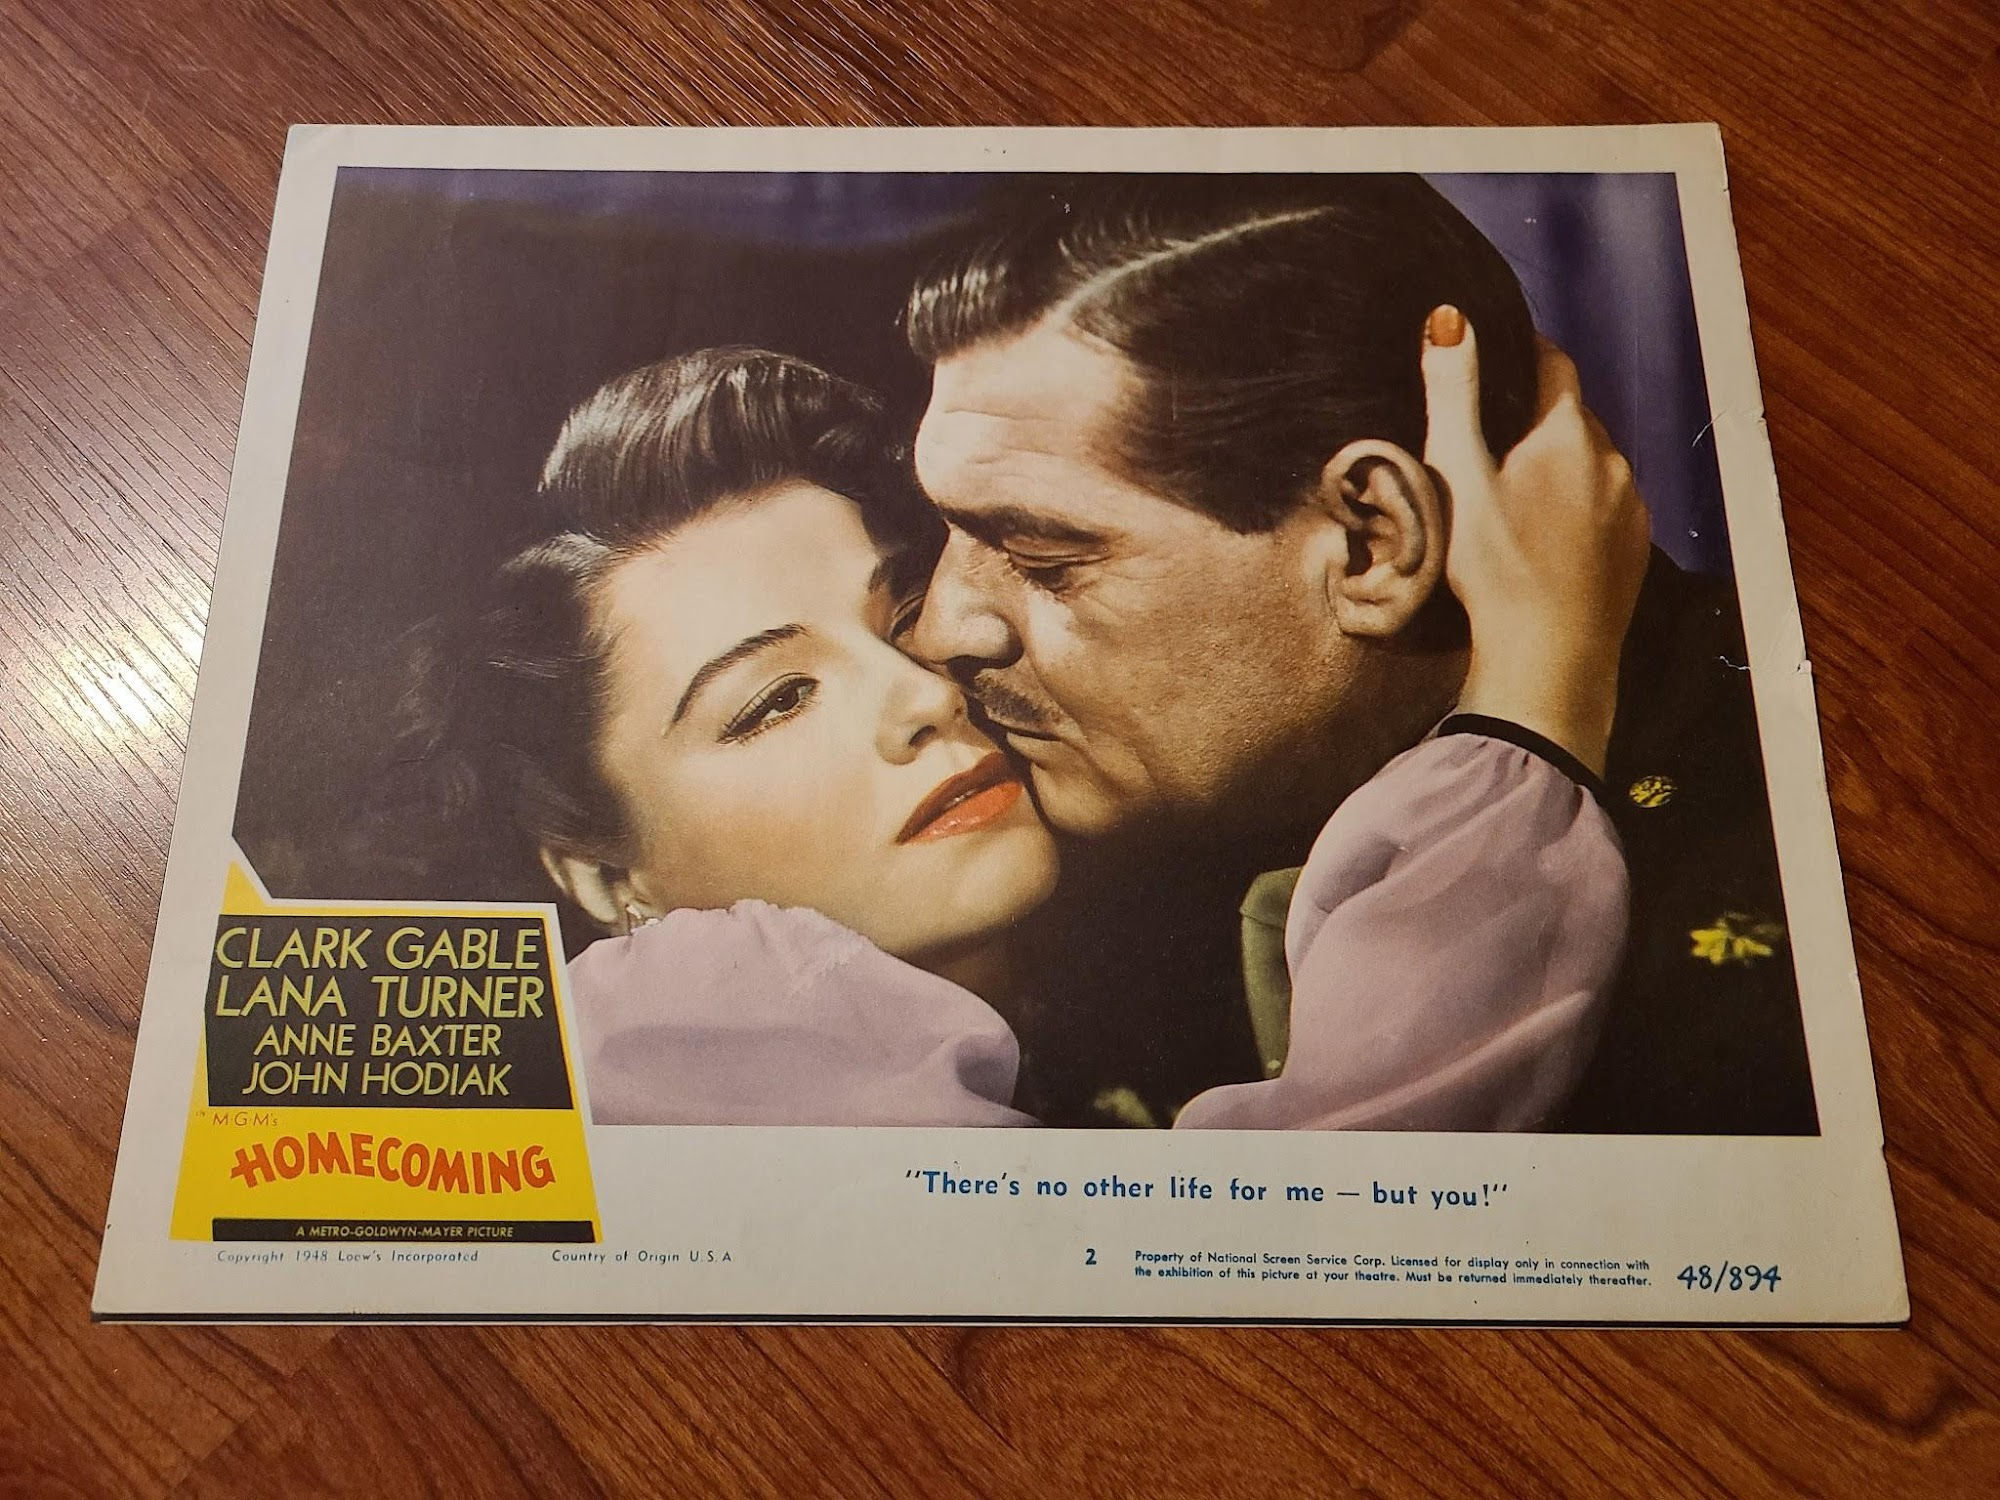 CLARK GABLE
LANA TURNER
ANNE BAXTER
JOHN HODIAK
IN M-G-M's
HOMECOMING
A METRO-GOLDWYN-MAYER PICTURE
"There's no other life for me — but you!"
Copyright 1948 Loew's Incorporated Country of Origin U.S.A
2
Property of National Screen Service Corp. Licensed for display only in connection with
the exhibition of this picture at your theatre. Must be returned immediately thereafter.
48/894